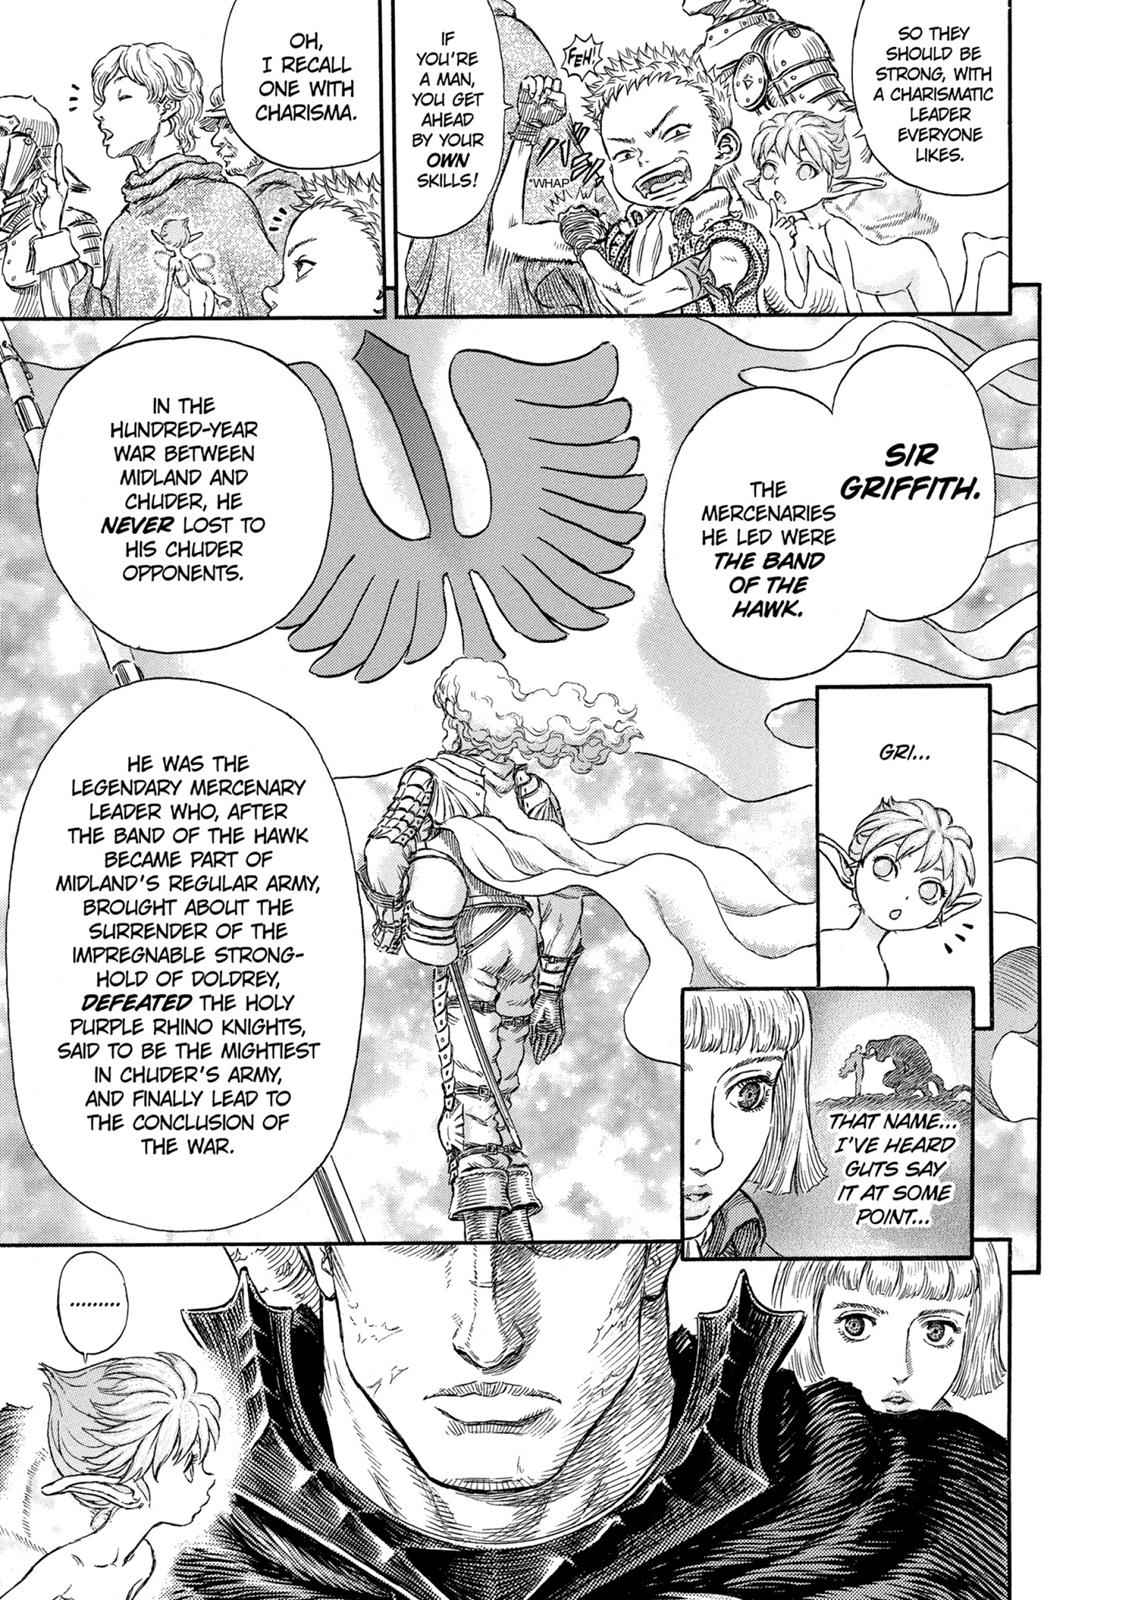 SO THEY
SHOULD BE
STRONG, WITH
A CHARISMATIC
LEADER
EVERYONE
LIKES.
FEH!
IF
YOU'RE
A MAN,
YOU GET
AHEAD
BY YOUR
OWN
SKILLS!
*WHAP
OH,
I RECALL
ONE WITH
CHARISMA.
SIR
GRIFFITH.
THE
MERCENARIES
HE LED WERE
THE BAND
OF THE
HAWK.
IN THE
HUNDRED-YEAR
WAR BETWEEN
MIDLAND AND
CHUDER, HE
NEVER LOST TO
HIS CHUDER
OPPONENTS.
HE WAS THE
LEGENDARY MERCENARY
LEADER WHO, AFTER
THE BAND OF THE HAWK
BECAME PART OF
MIDLAND'S REGULAR ARMY,
BROUGHT ABOUT THE
SURRENDER OF THE
IMPREGNABLE STRONG-
HOLD OF DOLDREY,
DEFEATED THE HOLY
PURPLE RHINO KNIGHTS,
SAID TO BE THE MIGHTIEST
IN CHUDER'S ARMY,
AND FINALLY LEAD TO
THE CONCLUSION OF
THE WAR.
GRI...
THAT NAME...
I'VE HEARD
GUTS SAY
IT AT SOME
POINT...
..........